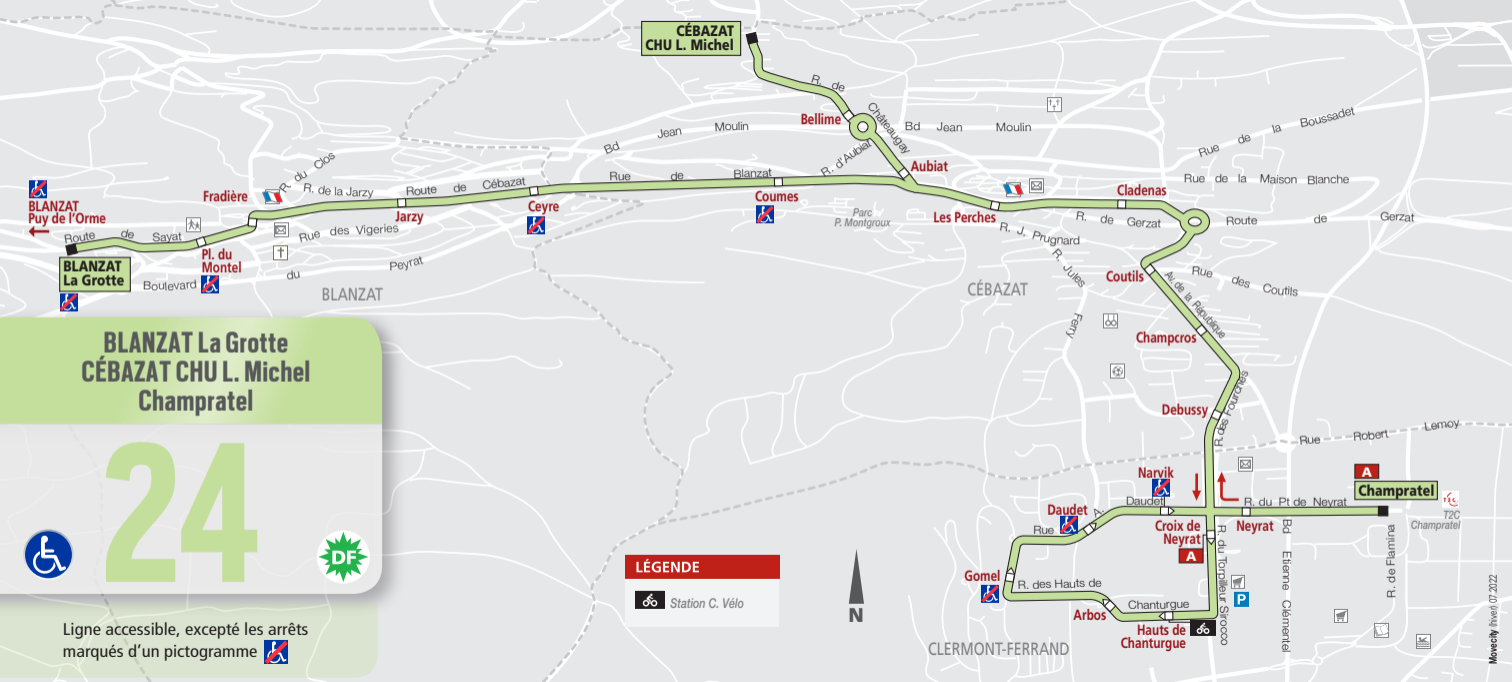 CÉBAZAT
CHU L. Michel
R. de
Châteaugay
Bellime
Bd Jean Moulin
Bd Jean Moulin
R. d'Aubiat
Aubiat
Rue de la Boussadet
Rue de la Maison Blanche
Cladenas
R. du Clos
Fradière
R. de la Jarzy
Route de Cébazat
Rue de Blanzat
BLANZAT
Puy de l'Orme
Jarzy
Ceyre
Coumes
Parc
P. Montgroux
Les Perches
R. de Gerzat
Route de Gerzat
Route de Sayat
Rue des Vigeries
R. J. Prugnard
Pl. du
Montel
BLANZAT
La Grotte
Boulevard du Peyrat
BLANZAT
R. Jules Ferry
CÉBAZAT
Coutils
Rue des Coutils
Av. de la République
Champcros
BLANZAT La Grotte
CÉBAZAT CHU L. Michel
Champratel
24
DF
Ligne accessible, excepté les arrêts
marqués d'un pictogramme
Debussy
R. des Fourches
Rue Robert Lemoy
Narvik
A
Champratel
T2C
Champratel
Daudet
Rue A. Daudet
Croix de
Neyrat
A
Neyrat
R. du Pt de Neyrat
Gomel
R. des Hauts de Chanturgue
Arbos
Hauts de
Chanturgue
R. du Torpilleur Sirocco
P
Bd Etienne Clémentel
R. de Flamina
LÉGENDE
Station C. Vélo
N
CLERMONT-FERRAND
Movecity (hiver) 07.2022